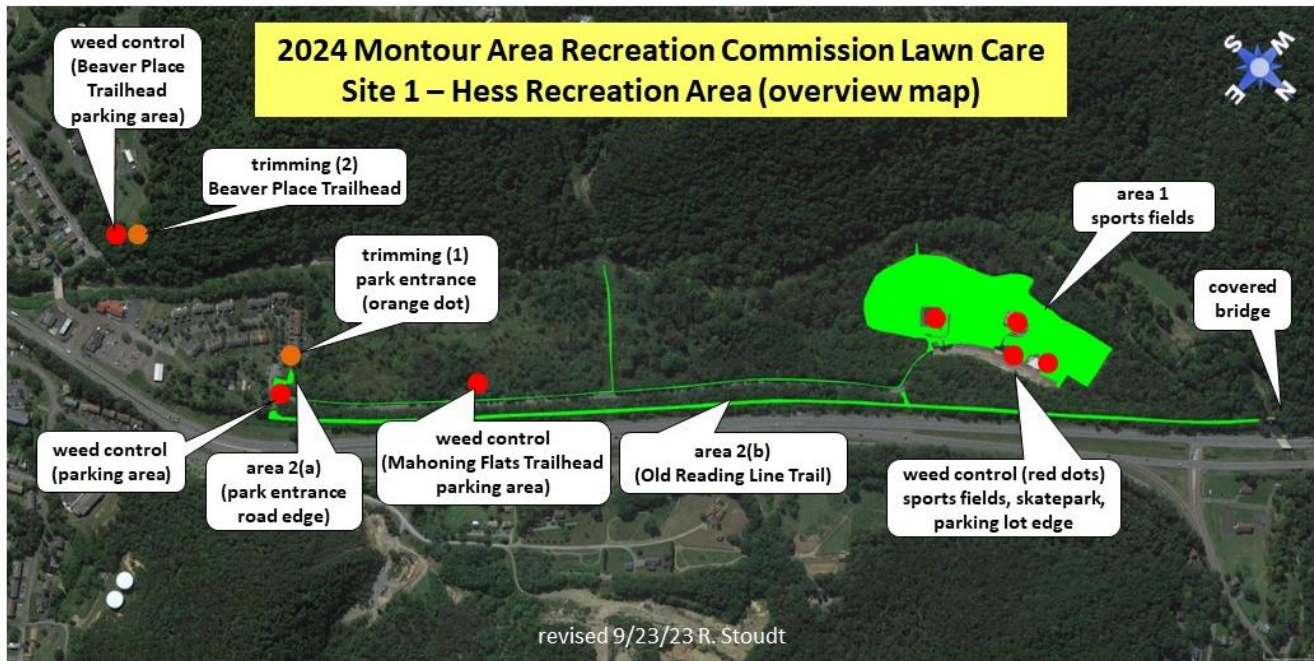 2024 Montour Area Recreation Commission Lawn Care
Site 1 – Hess Recreation Area (overview map)
S
W
E
N
weed control
(Beaver Place
Trailhead
parking area)
trimming (2)
Beaver Place Trailhead
trimming (1)
park entrance
(orange dot)
area 1
sports fields
covered
bridge
weed control
(parking area)
area 2(a)
(park entrance
road edge)
weed control
(Mahoning Flats Trailhead
parking area)
area 2(b)
(Old Reading Line Trail)
weed control (red dots)
sports fields, skatepark,
parking lot edge
revised 9/23/23 R. Stoudt